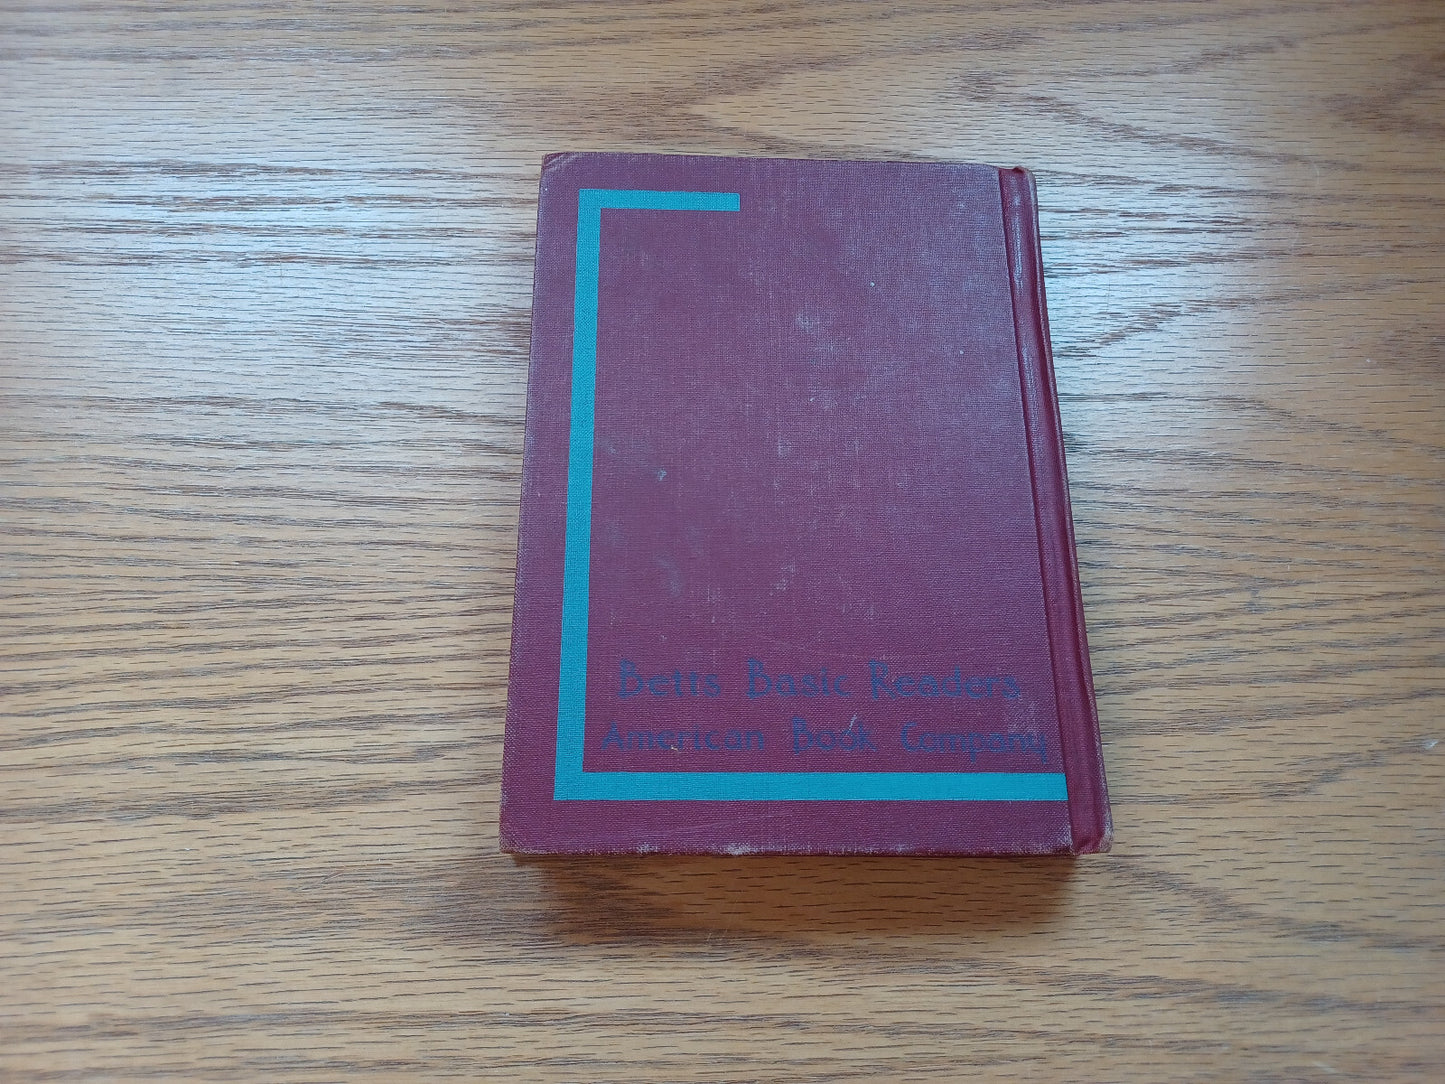 Betts Basic Readers
American Book Company